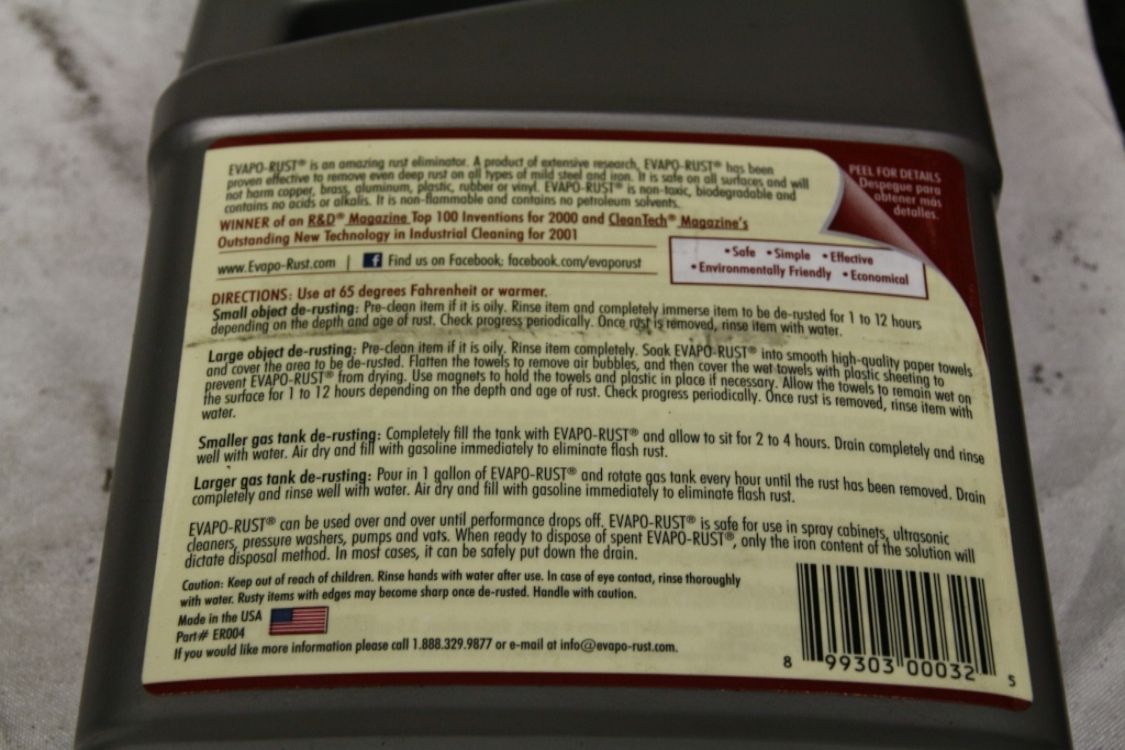 EVAPO-RUST® is an amazing rust eliminator. A product of extensive research, EVAPO-RUST® has been
proven effective to remove even deep rust on all types of mild steel and iron. It is safe on all surfaces and will
not harm copper, brass, aluminum, plastic, rubber or vinyl. EVAPO-RUST® is non-toxic, biodegradable and
contains no acids or alkalis. It is non-flammable and contains no petroleum solvents.
PEEL FOR DETAILS
Despegue para
obtener más
detalles.
WINNER of an R&D® Magazine Top 100 Inventions for 2000 and CleanTech® Magazine's
Outstanding New Technology in Industrial Cleaning for 2001
www.Evapo-Rust.com | f Find us on Facebook: facebook.com/evaporust
• Safe • Simple • Effective
• Environmentally Friendly • Economical
DIRECTIONS: Use at 65 degrees Fahrenheit or warmer.
Small object de-rusting: Pre-clean item if it is oily. Rinse item and completely immerse item to be de-rusted for 1 to 12 hours
depending on the depth and age of rust. Check progress periodically. Once rust is removed, rinse item with water.
Large object de-rusting: Pre-clean item if it is oily. Rinse item completely. Soak EVAPO-RUST® into smooth high-quality paper towels
and cover the area to be de-rusted. Flatten the towels to remove air bubbles, and then cover the wet towels with plastic sheeting to
prevent EVAPO-RUST® from drying. Use magnets to hold the towels and plastic in place if necessary. Allow the towels to remain wet on
the surface for 1 to 12 hours depending on the depth and age of rust. Check progress periodically. Once rust is removed, rinse item with
water.
Smaller gas tank de-rusting: Completely fill the tank with EVAPO-RUST® and allow to sit for 2 to 4 hours. Drain completely and rinse
well with water. Air dry and fill with gasoline immediately to eliminate flash rust.
Larger gas tank de-rusting: Pour in 1 gallon of EVAPO-RUST® and rotate gas tank every hour until the rust has been removed. Drain
completely and rinse well with water. Air dry and fill with gasoline immediately to eliminate flash rust.
EVAPO-RUST® can be used over and over until performance drops off. EVAPO-RUST® is safe for use in spray cabinets, ultrasonic
cleaners, pressure washers, pumps and vats. When ready to dispose of spent EVAPO-RUST®, only the iron content of the solution will
dictate disposal method. In most cases, it can be safely put down the drain.
Caution: Keep out of reach of children. Rinse hands with water after use. In case of eye contact, rinse thoroughly
with water. Rusty items with edges may become sharp once de-rusted. Handle with caution.
Made in the USA
Part# ER004
If you would like more information please call 1.888.329.9877 or e-mail at info@evapo-rust.com.
8 99303 00032 5